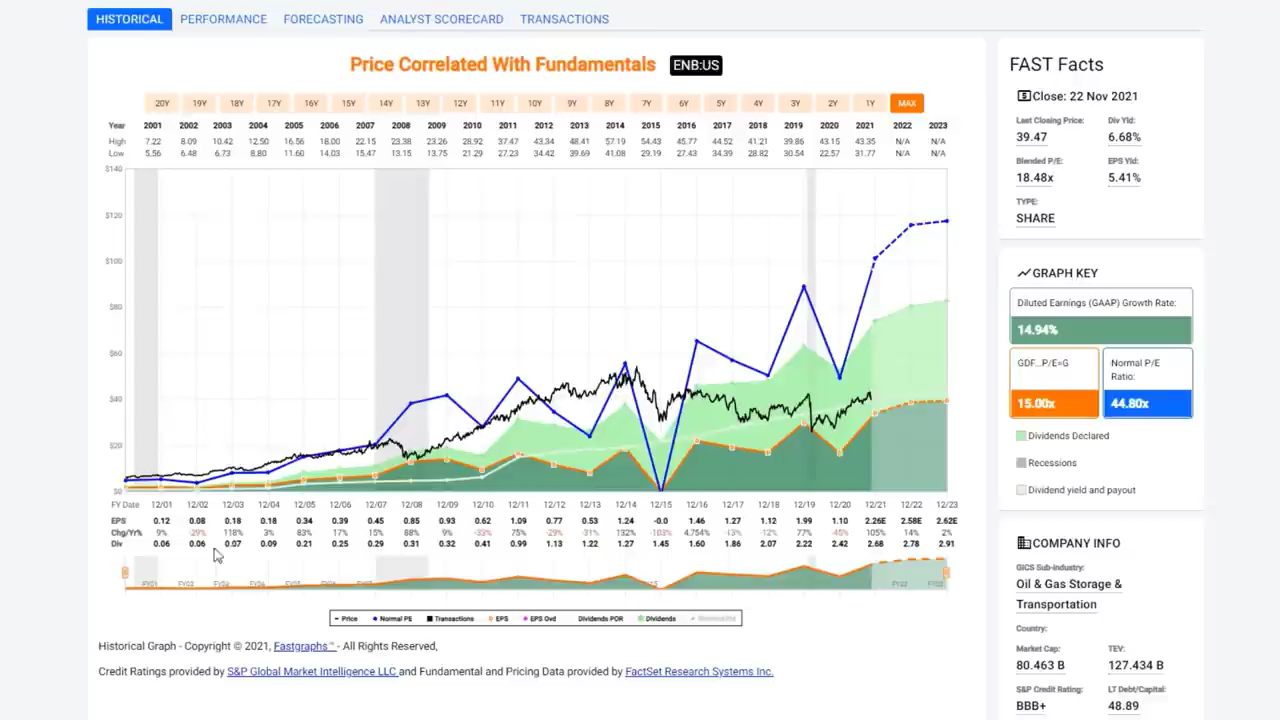 HISTORICAL PERFORMANCE FORECASTING ANALYST SCORECARD TRANSACTIONS
Price Correlated With Fundamentals ENB:US
20Y 19Y 18Y 17Y 16Y 15Y 14Y 13Y 12Y 11Y 10Y 9Y 8Y 7Y 6Y 5Y 4Y 3Y 2Y 1Y MAX
Year 2001 2002 2003 2004 2005 2006 2007 2008 2009 2010 2011 2012 2013 2014 2015 2016 2017 2018 2019 2020 2021 2022 2023
High 7.22 8.09 10.42 12.50 16.56 18.00 22.15 23.38 23.26 28.92 37.47 43.34 48.41 57.19 54.43 45.77 44.52 41.21 39.86 43.15 43.35 N/A N/A
Low 5.56 6.48 6.73 8.80 11.60 14.03 15.47 13.15 13.75 21.29 27.23 34.42 39.69 41.08 29.19 27.43 34.39 28.82 30.54 22.57 31.77 N/A N/A
$140
$120
$100
$80
$60
$40
$20
$0
FY Date 12/01 12/02 12/03 12/04 12/05 12/06 12/07 12/08 12/09 12/10 12/11 12/12 12/13 12/14 12/15 12/16 12/17 12/18 12/19 12/20 12/21 12/22 12/23
EPS 0.12 0.08 0.18 0.18 0.34 0.39 0.45 0.85 0.93 0.62 1.09 0.77 0.53 1.24 -0.0 1.46 1.27 1.12 1.99 1.10 2.26E 2.58E 2.62E
Chg/Yr% 9% -29% 118% 3% 83% 17% 15% 88% 9% -33% 75% -29% -31% 132% -103% 4,754% -13% -12% 77% -45% 105% 14% 2%
Div 0.06 0.06 0.07 0.09 0.21 0.25 0.29 0.31 0.32 0.41 0.99 1.13 1.22 1.27 1.45 1.60 1.86 2.07 2.22 2.42 2.68 2.78 2.91
Price Normal PE Transactions EPS EPS Ovd Dividends POR Dividends
Historical Graph - Copyright © 2021, Fastgraphs™ - All Rights Reserved,
Credit Ratings provided by S&P Global Market Intelligence LLC and Fundamental and Pricing Data provided by FactSet Research Systems Inc.
FAST Facts
Close: 22 Nov 2021
Last Closing Price: Div Yld:
39.47 6.68%
Blended P/E: EPS Yld:
18.48x 5.41%
TYPE:
SHARE
GRAPH KEY
Diluted Earnings (GAAP) Growth Rate:
14.94%
GDF...P/E=G Normal P/E
Ratio:
15.00x 44.80x
Dividends Declared
Recessions
Dividend yield and payout
COMPANY INFO
GICS Sub-industry:
Oil & Gas Storage &
Transportation
Country:
Market Cap: TEV:
80.463 B 127.434 B
S&P Credit Rating: LT Debt/Capital:
BBB+ 48.89